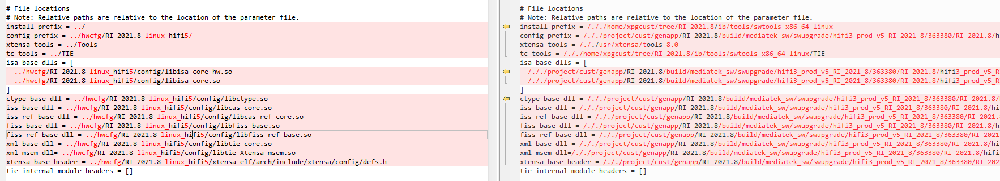 # File locations
# Note: Relative paths are relative to the location of the parameter file.
install-prefix = ../
config-prefix = ../hwcfg/RI-2021.8-linux_hifi5/
xtensa-tools = ../Tools
tc-tools = ../TIE
isa-base-dlls = [
../hwcfg/RI-2021.8-linux_hifi5/config/libisa-core-hw.so
../hwcfg/RI-2021.8-linux_hifi5/config/libisa-core.so
]
ctype-base-dll = ../hwcfg/RI-2021.8-linux_hifi5/config/libctype.so
iss-base-dll = ../hwcfg/RI-2021.8-linux_hifi5/config/libcas-core.so
iss-ref-base-dll = ../hwcfg/RI-2021.8-linux_hifi5/config/libcas-ref-core.so
fiss-base-dll = ../hwcfg/RI-2021.8-linux_hifi5/config/libfiss-base.so
fiss-ref-base-dll = ../hwcfg/RI-2021.8-linux_hifi5/config/libfiss-ref-base.so
xml-base-dll = ../hwcfg/RI-2021.8-linux_hifi5/config/libtie-core.so
xml-msem-dll= ../hwcfg/RI-2021.8-linux_hifi5/config/libtie-Xtensa-msem.so
xtensa-base-header = ../hwcfg/RI-2021.8-linux_hifi5/xtensa-elf/arch/include/xtensa/config/defs.h
tie-internal-module-headers = []
# File locations
# Note: Relative paths are relative to the location of the parameter file.
install-prefix = /././home/xpgcust/tree/RI-2021.8/ib/tools/swtools-x86_64-linux
config-prefix = /././project/cust/genapp/RI-2021.8/build/mediatek_sw/swupgrade/hifi3_prod_v5_RI_2021_8/363380/RI-2021.8/h
xtensa-tools = /././usr/xtensa/tools-8.0
tc-tools = /././home/xpgcust/tree/RI-2021.8/ib/tools/swtools-x86_64-linux/TIE
isa-base-dlls = [
/././project/cust/genapp/RI-2021.8/build/mediatek_sw/swupgrade/hifi3_prod_v5_RI_2021_8/363380/RI-2021.8/hifi3_prod_v5_R
/././project/cust/genapp/RI-2021.8/build/mediatek_sw/swupgrade/hifi3_prod_v5_RI_2021_8/363380/RI-2021.8/hifi3_prod_v5_R
]
ctype-base-dll = /././project/cust/genapp/RI-2021.8/build/mediatek_sw/swupgrade/hifi3_prod_v5_RI_2021_8/363380/RI-2021.8/
iss-base-dll = /././project/cust/genapp/RI-2021.8/build/mediatek_sw/swupgrade/hifi3_prod_v5_RI_2021_8/363380/RI-2021.8/hi
iss-ref-base-dll = /././project/cust/genapp/RI-2021.8/build/mediatek_sw/swupgrade/hifi3_prod_v5_RI_2021_8/363380/RI-2021.
fiss-base-dll = /././project/cust/genapp/RI-2021.8/build/mediatek_sw/swupgrade/hifi3_prod_v5_RI_2021_8/363380/RI-2021.8/h
fiss-ref-base-dll = /././project/cust/genapp/RI-2021.8/build/mediatek_sw/swupgrade/hifi3_prod_v5_RI_2021_8/363380/RI-2021
xml-base-dll = /././project/cust/genapp/RI-2021.8/build/mediatek_sw/swupgrade/hifi3_prod_v5_RI_2021_8/363380/RI-2021.8/hi
xml-msem-dll=/././project/cust/genapp/RI-2021.8/build/mediatek_sw/swupgrade/hifi3_prod_v5_RI_2021_8/363380/RI-2021.8/hifi
xtensa-base-header = /././project/cust/genapp/RI-2021.8/build/mediatek_sw/swupgrade/hifi3_prod_v5_RI_2021_8/363380/RI-202
tie-internal-module-headers = []